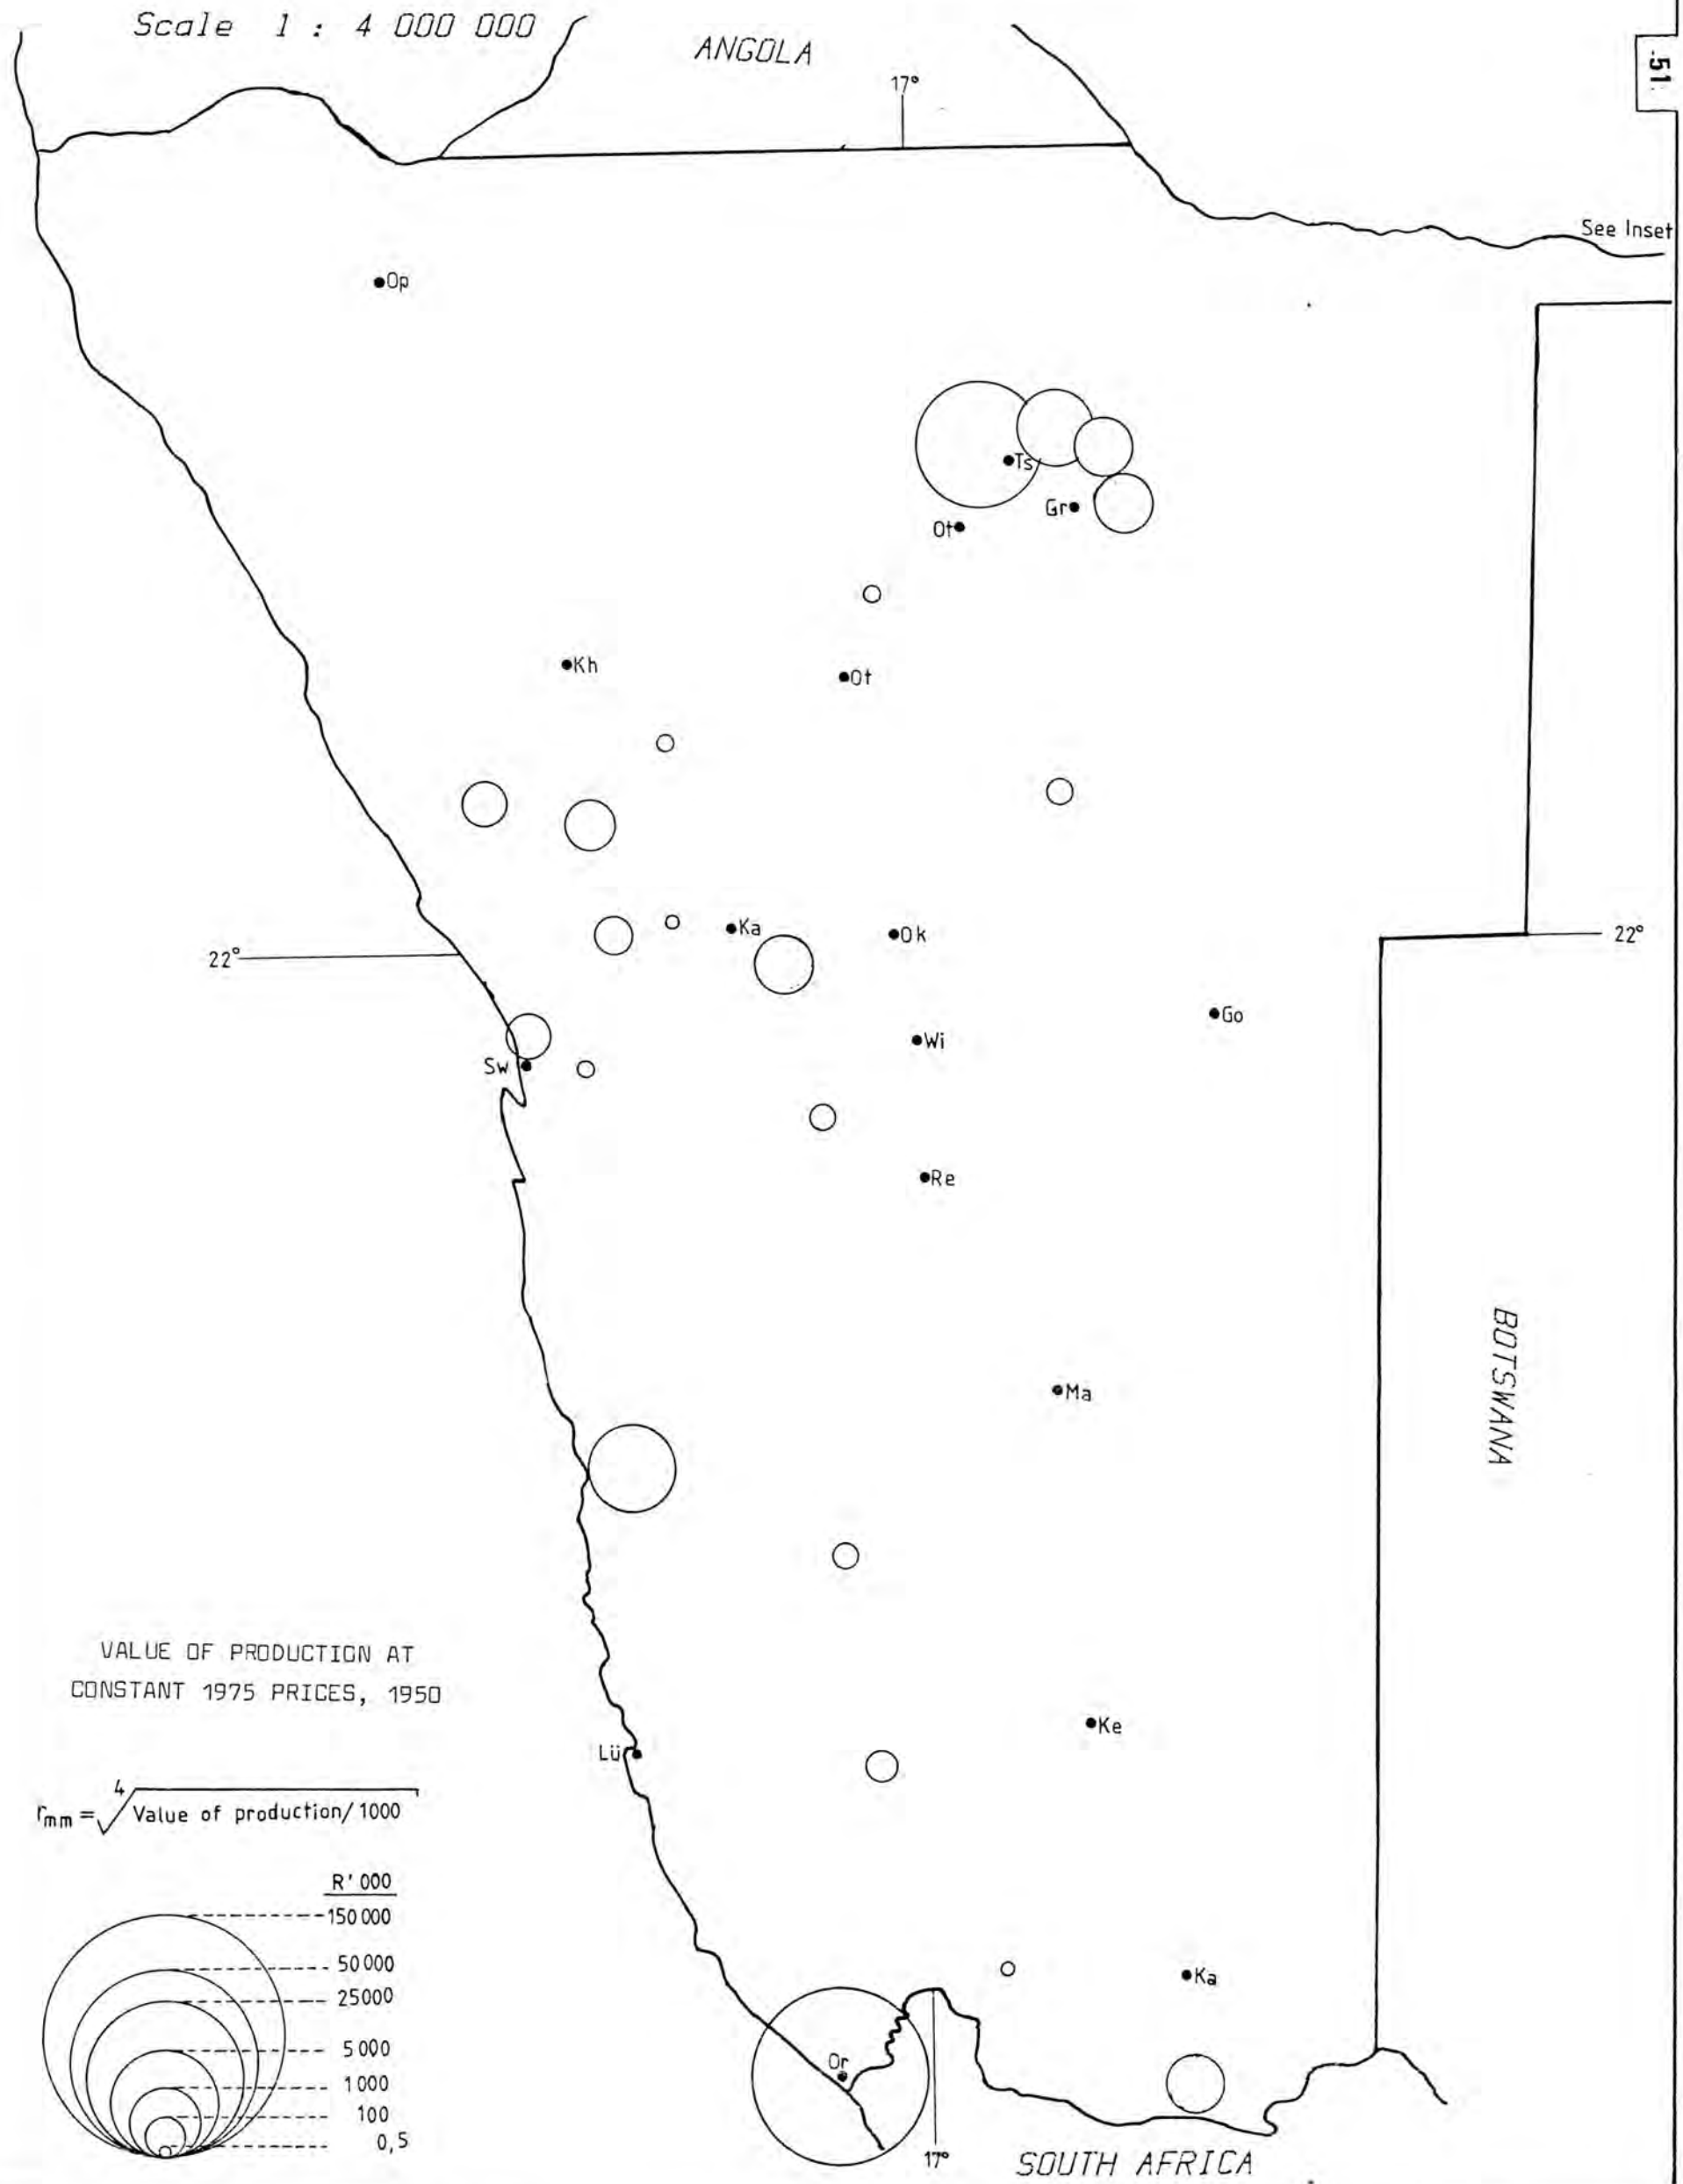 Scale 1 : 4 000 000
ANGOLA
.51.
17°
See Inset
Op
Ts
Gr
Ot
Kh
Ot
Ka
Ok
22°
22°
Go
Wi
Sw
Re
BOTSWANA
Ma
VALUE OF PRODUCTION AT
CONSTANT 1975 PRICES, 1950
Ke
Lü
rmm = 4√Value of production/1000
R'000
150 000
50 000
25000
5 000
1 000
100
0,5
Ka
Or
17°
SOUTH AFRICA